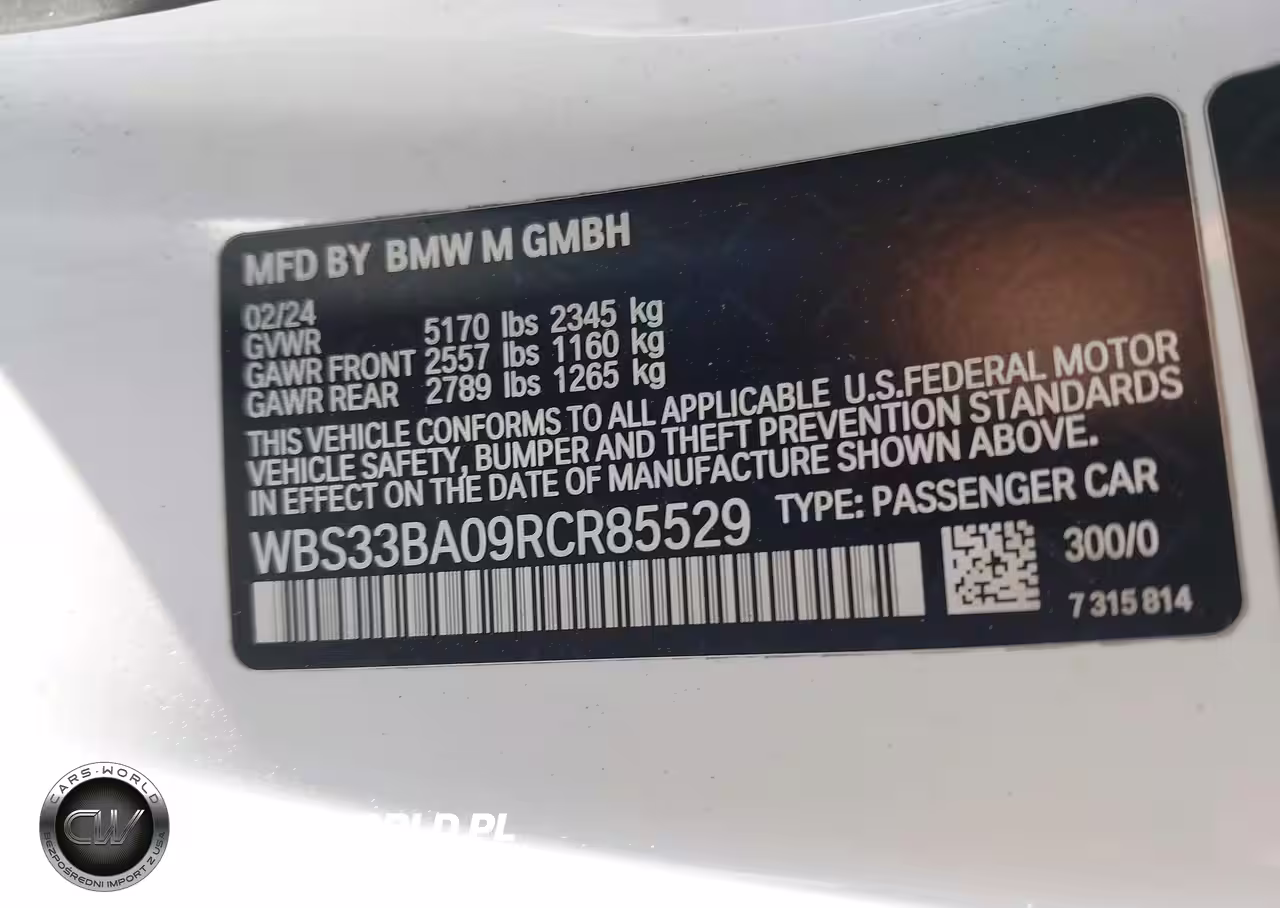 MFD BY BMW M GMBH
02/24
GVWR 5170 lbs 2345 kg
GAWR FRONT 2557 lbs 1160 kg
GAWR REAR 2789 lbs 1265 kg
THIS VEHICLE CONFORMS TO ALL APPLICABLE U.S.FEDERAL MOTOR
VEHICLE SAFETY, BUMPER AND THEFT PREVENTION STANDARDS
IN EFFECT ON THE DATE OF MANUFACTURE SHOWN ABOVE.
WBS33BA09RCR85529 TYPE: PASSENGER CAR
300/0
7 315 814
CARS-WORLD
CW
BEZPOŚREDNI IMPORT Z USA